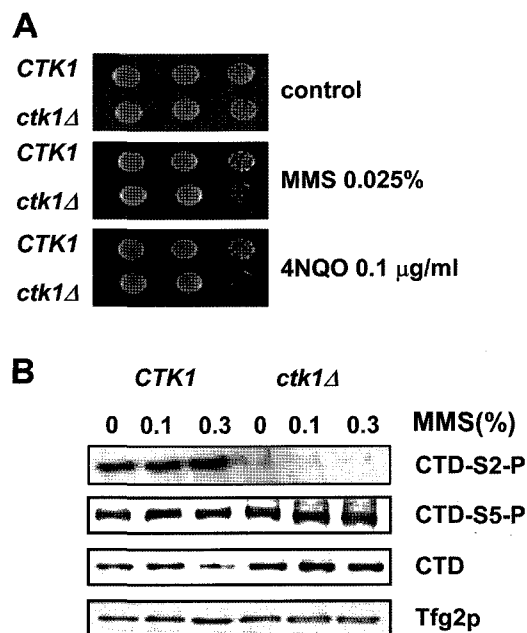 A
CTK1
control
ctk1Δ
CTK1
MMS 0.025%
ctk1Δ
CTK1
4NQO 0.1 μg/ml
ctk1Δ
B
CTK1 ctk1Δ
0 0.1 0.3 0 0.1 0.3 MMS(%)
CTD-S2-P
CTD-S5-P
CTD
Tfg2p